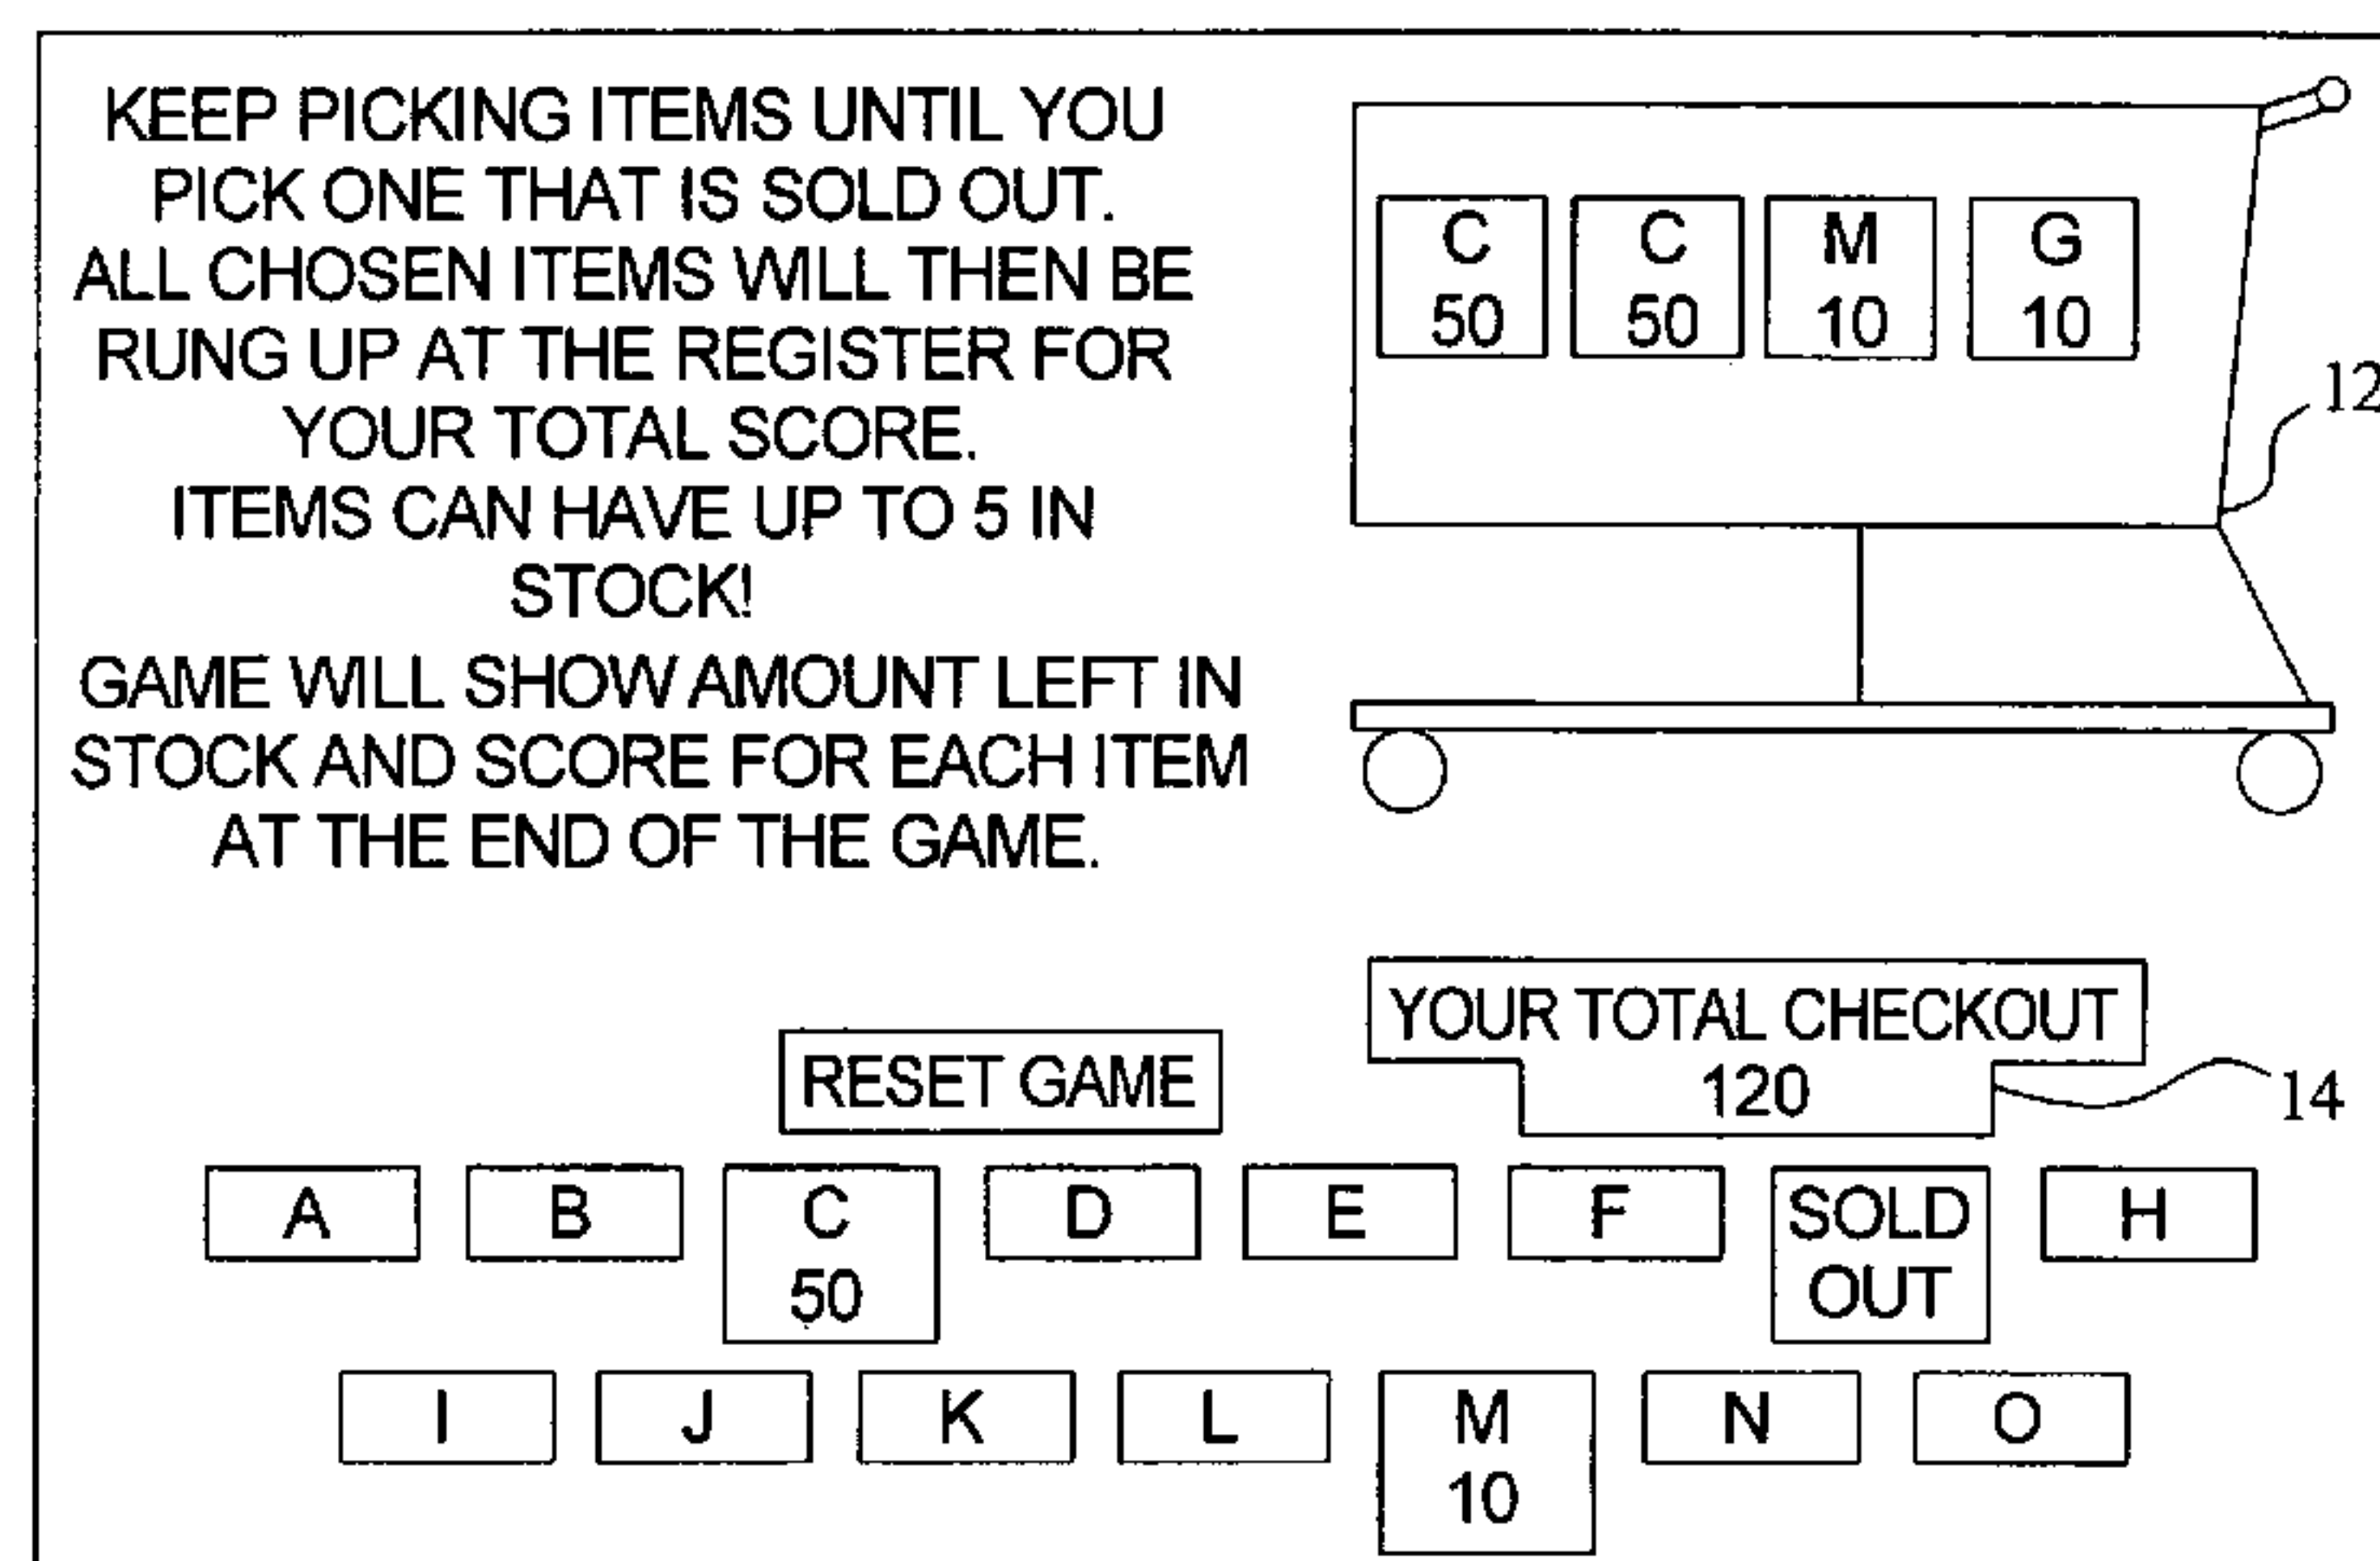 KEEP PICKING ITEMS UNTIL YOU
PICK ONE THAT IS SOLD OUT.
ALL CHOSEN ITEMS WILL THEN BE
RUNG UP AT THE REGISTER FOR
YOUR TOTAL SCORE.
ITEMS CAN HAVE UP TO 5 IN
STOCK!
GAME WILL SHOW AMOUNT LEFT IN
STOCK AND SCORE FOR EACH ITEM
AT THE END OF THE GAME.
C C M G
50 50 10 10
12
YOUR TOTAL CHECKOUT
120
14
RESET GAME
A B C D E F SOLD H
50 OUT
I J K L M N O
10